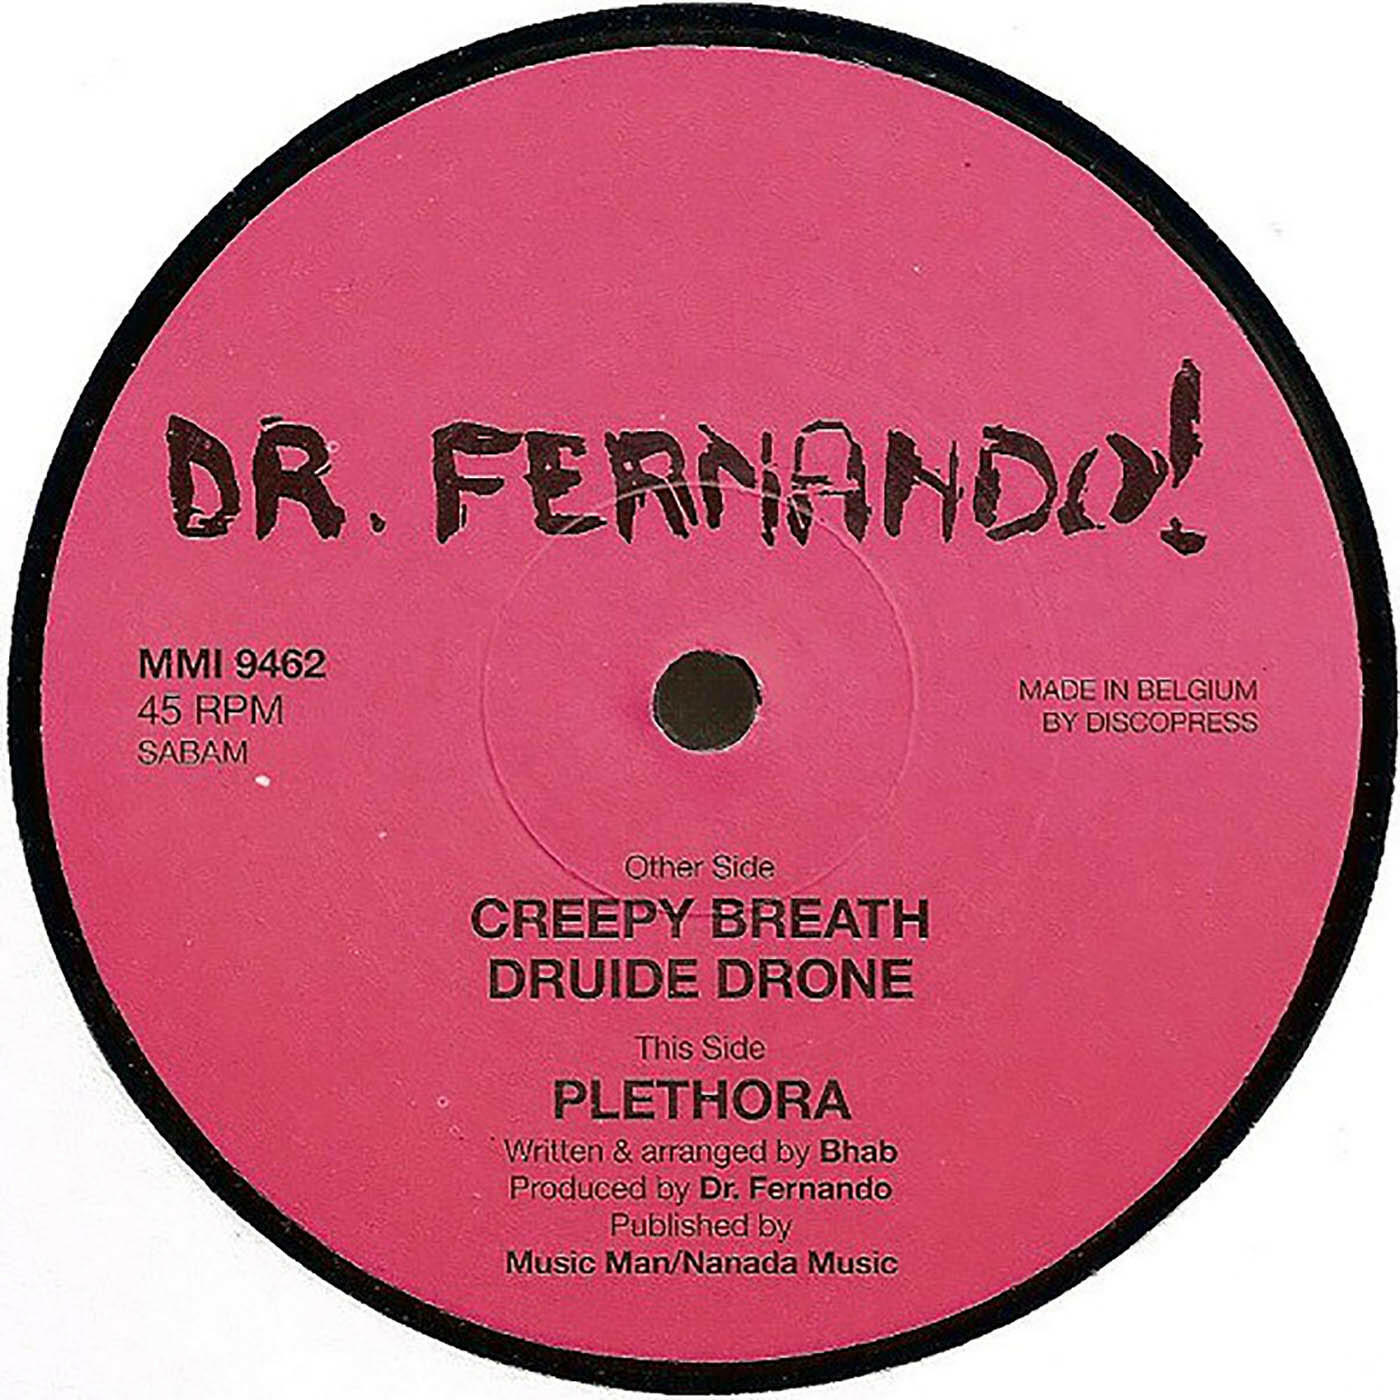 DR. FERNANDO!
MMI 9462
45 RPM
SABAM
MADE IN BELGIUM
BY DISCOPRESS
Other Side
CREEPY BREATH
DRUIDE DRONE
This Side
PLETHORA
Written & arranged by Bhab
Produced by Dr. Fernando
Published by
Music Man/Nanada Music